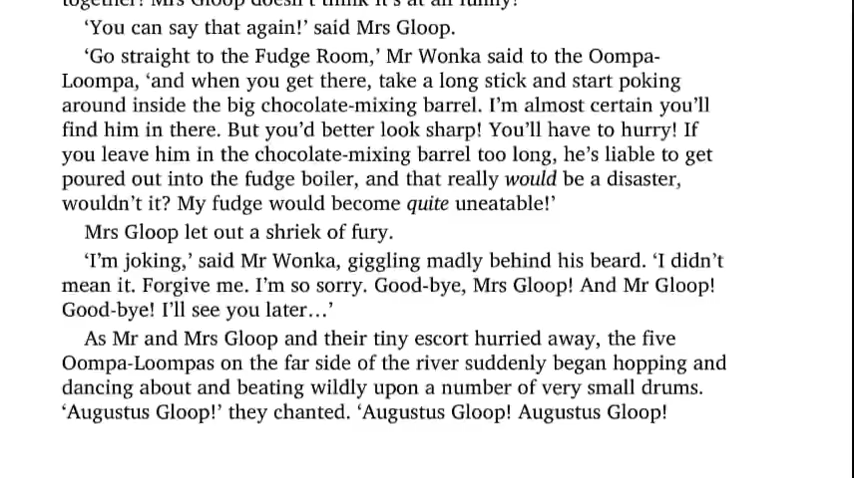 together! Mrs Gloop doesn't think it's at all funny!'
‘You can say that again!’ said Mrs Gloop.
‘Go straight to the Fudge Room,’ Mr Wonka said to the Oompa-
Loompa, ‘and when you get there, take a long stick and start poking
around inside the big chocolate-mixing barrel. I’m almost certain you’ll
find him in there. But you’d better look sharp! You’ll have to hurry! If
you leave him in the chocolate-mixing barrel too long, he’s liable to get
poured out into the fudge boiler, and that really would be a disaster,
wouldn’t it? My fudge would become quite uneatable!’
Mrs Gloop let out a shriek of fury.
‘I’m joking,’ said Mr Wonka, giggling madly behind his beard. ‘I didn’t
mean it. Forgive me. I’m so sorry. Good-bye, Mrs Gloop! And Mr Gloop!
Good-bye! I’ll see you later…’
As Mr and Mrs Gloop and their tiny escort hurried away, the five
Oompa-Loompas on the far side of the river suddenly began hopping and
dancing about and beating wildly upon a number of very small drums.
‘Augustus Gloop!’ they chanted. ‘Augustus Gloop! Augustus Gloop!